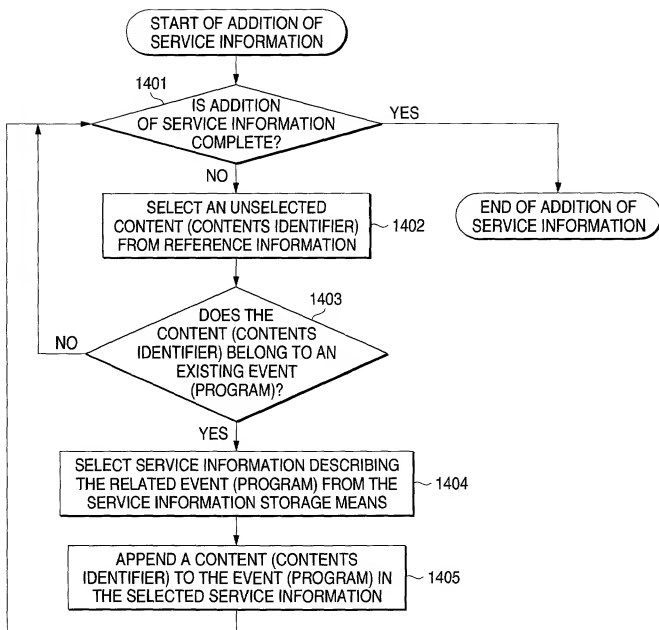 START OF ADDITION OF
SERVICE INFORMATION
1401
IS ADDITION
OF SERVICE INFORMATION
COMPLETE?
YES
NO
SELECT AN UNSELECTED
CONTENT (CONTENTS IDENTIFIER)
FROM REFERENCE INFORMATION
1402
END OF ADDITION OF
SERVICE INFORMATION
1403
DOES THE
CONTENT (CONTENTS
IDENTIFIER) BELONG TO AN
EXISTING EVENT
(PROGRAM)?
NO
YES
SELECT SERVICE INFORMATION DESCRIBING
THE RELATED EVENT (PROGRAM) FROM THE
SERVICE INFORMATION STORAGE MEANS
1404
APPEND A CONTENT (CONTENTS
IDENTIFIER) TO THE EVENT (PROGRAM) IN
THE SELECTED SERVICE INFORMATION
1405